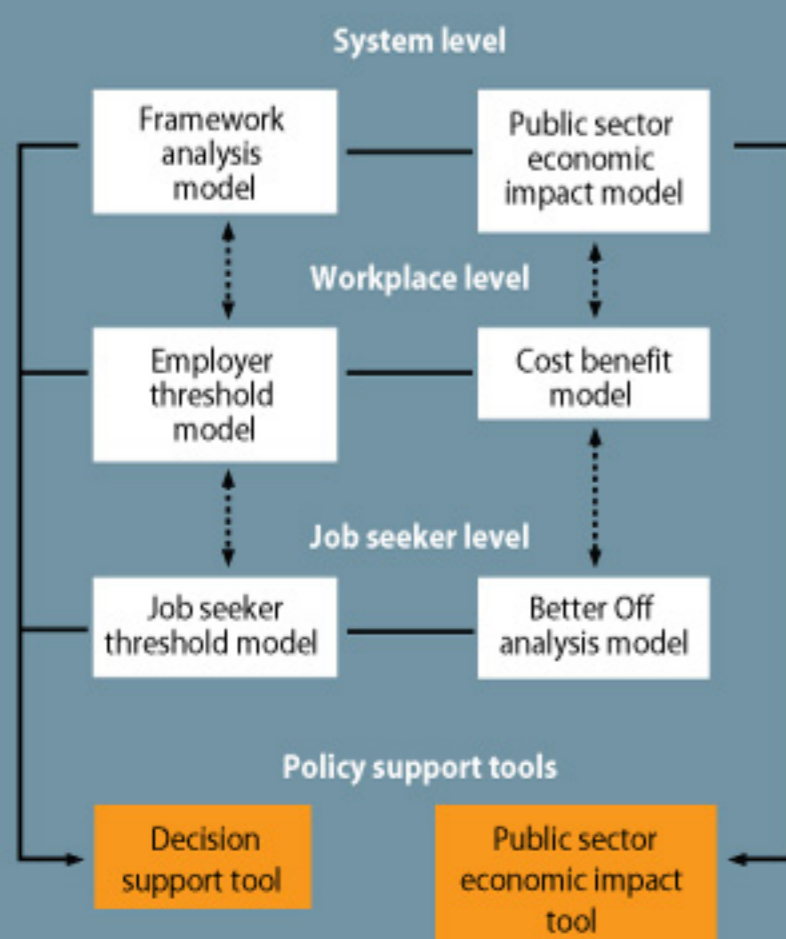 System level
Framework
analysis
model
Public sector
economic
impact model
Workplace level
Employer
threshold
model
Cost benefit
model
Job seeker level
Job seeker
threshold model
Better Off
analysis model
Policy support tools
Decision
support tool
Public sector
economic impact
tool